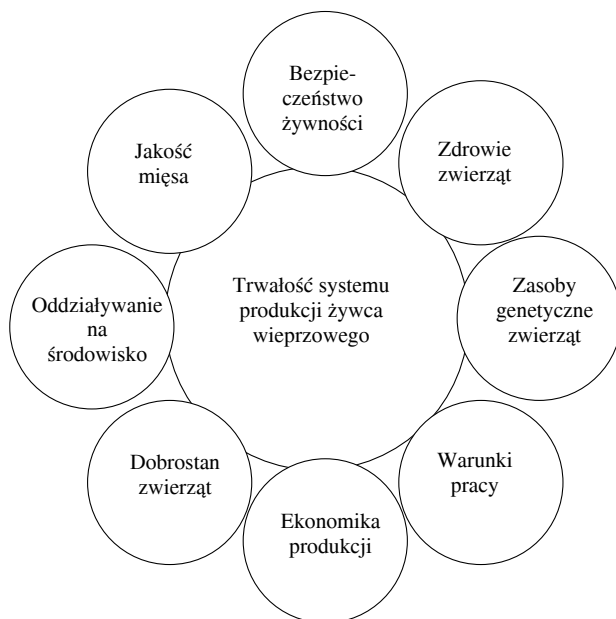 Bezpie-
czeństwo
żywności
Jakość
mięsa
Zdrowie
zwierząt
Oddziaływanie
na
środowisko
Trwałość systemu
produkcji żywca
wieprzowego
Zasoby
genetyczne
zwierząt
Dobrostan
zwierząt
Warunki
pracy
Ekonomika
produkcji